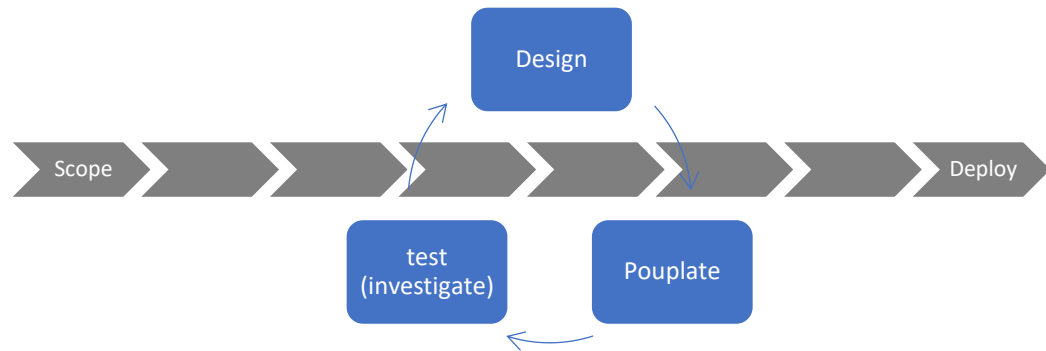 Design
Scope
Deploy
test
(investigate)
Pouplate